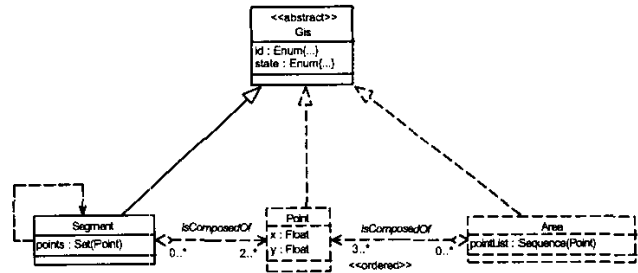 <<abstract>>
Gis
id : Enum{...}
state : Enum{...}
?
Segment
points : Set(Point)
IsComposedOf
0..*
2..*
Point
x : Float
y : Float
IsComposedOf
3..*
0..*
<<ordered>>
Area
pointList : Sequence(Point)